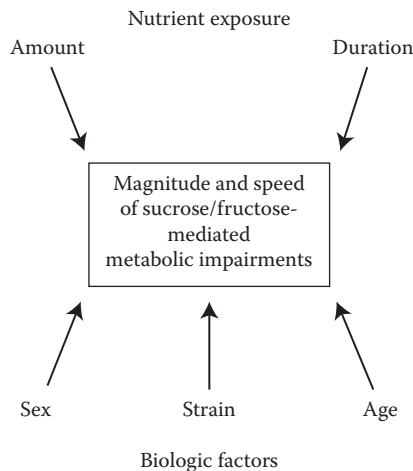 Nutrient exposure
Amount
Duration
Magnitude and speed
of sucrose/fructose-
mediated
metabolic impairments
Sex
Strain
Age
Biologic factors